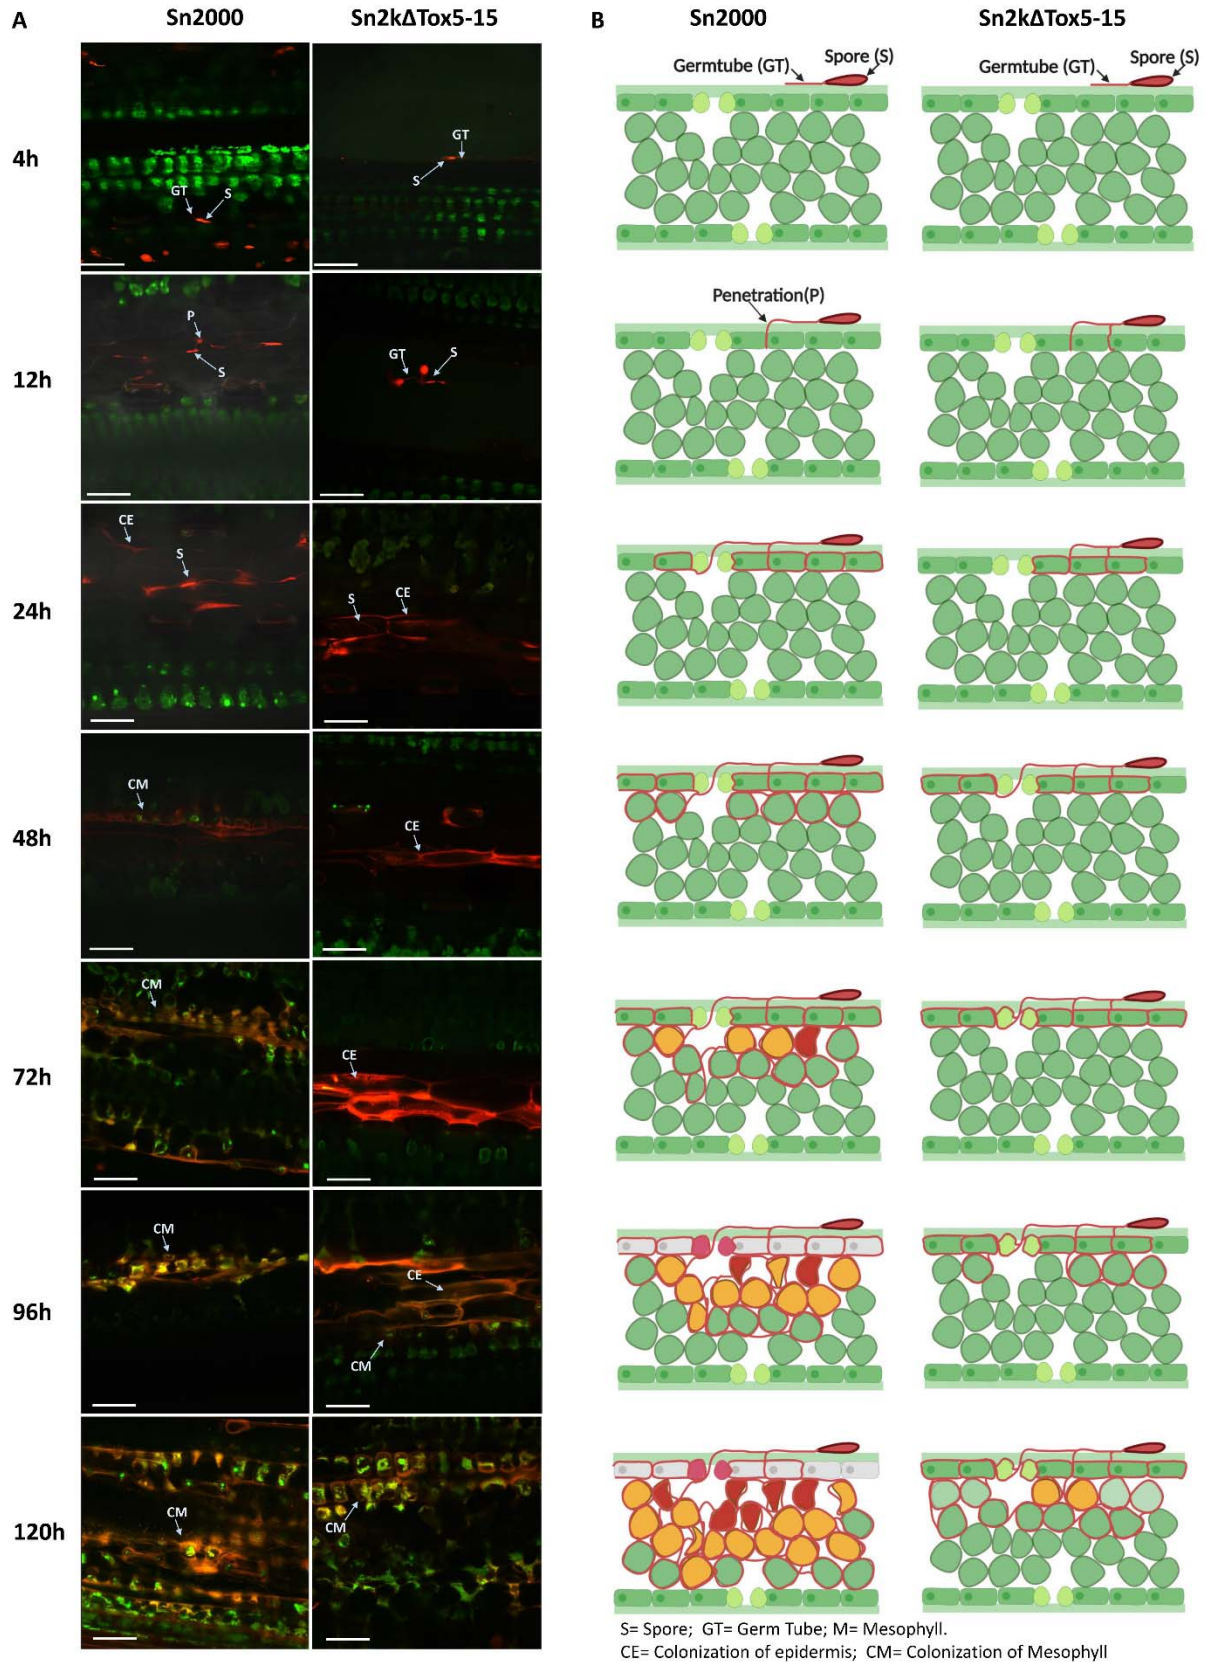 A Sn2000 Sn2kΔTox5-15 B Sn2000 Sn2kΔTox5-15
Germtube (GT) Spore (S) Germtube (GT) Spore (S)
4h GT S GT S
Penetration(P)
12h P S GT S
24h CE S S CE
48h CM CE
72h CM CE
96h CM CE CM
120h CM CM
S= Spore; GT= Germ Tube; M= Mesophyll.
CE= Colonization of epidermis; CM= Colonization of Mesophyll